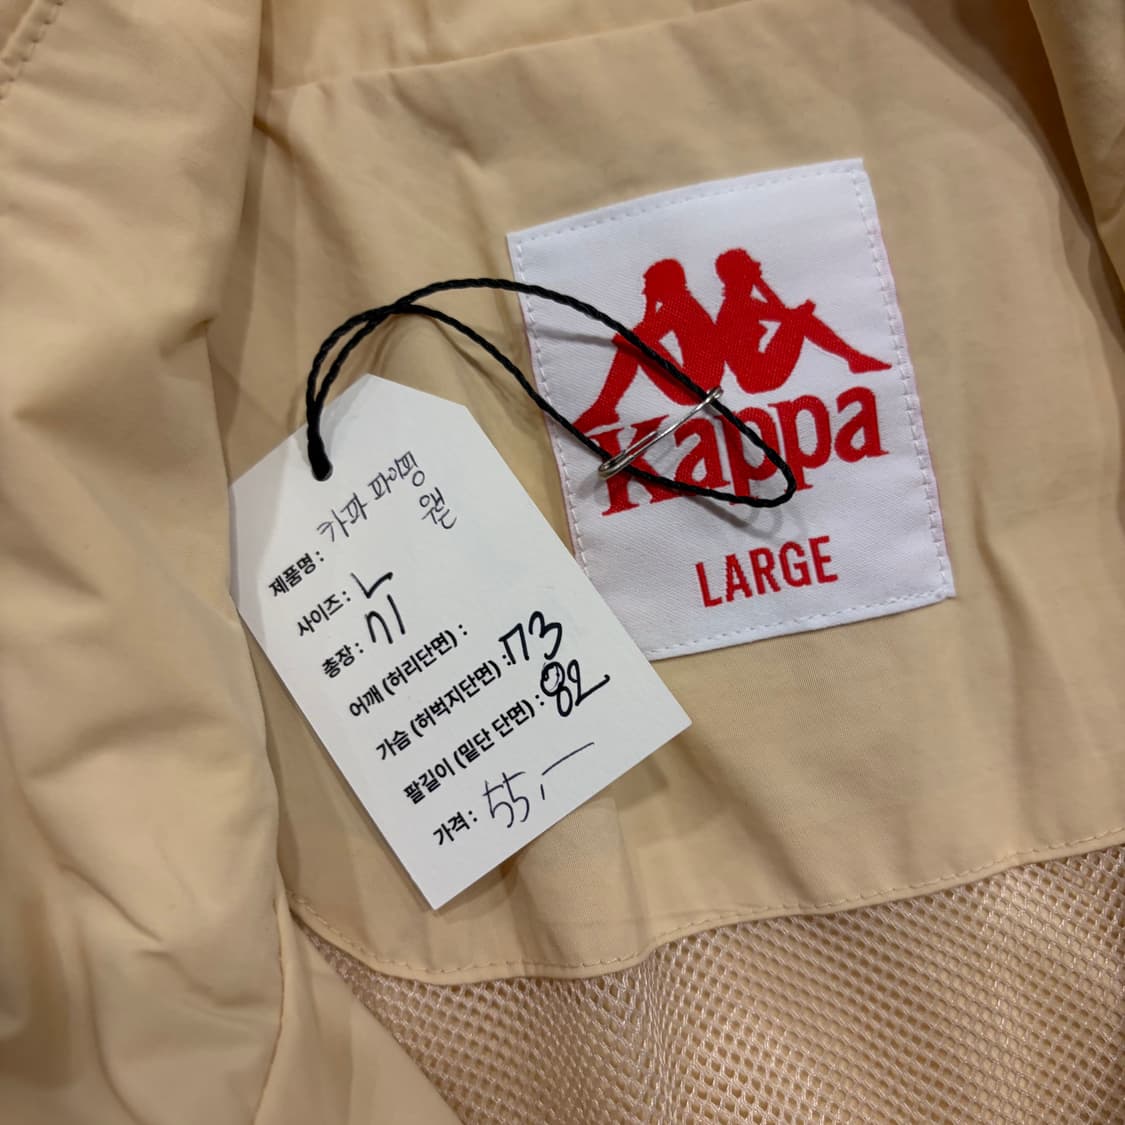 Kappa
LARGE
제품명 : 카파 파이핑
웯
사이즈 : L
총장 : 71
어깨 (허리단면) :
가슴 (허벅지단면) : 73
팔길이 (밑단 단면) : 82
가격 : 55,—